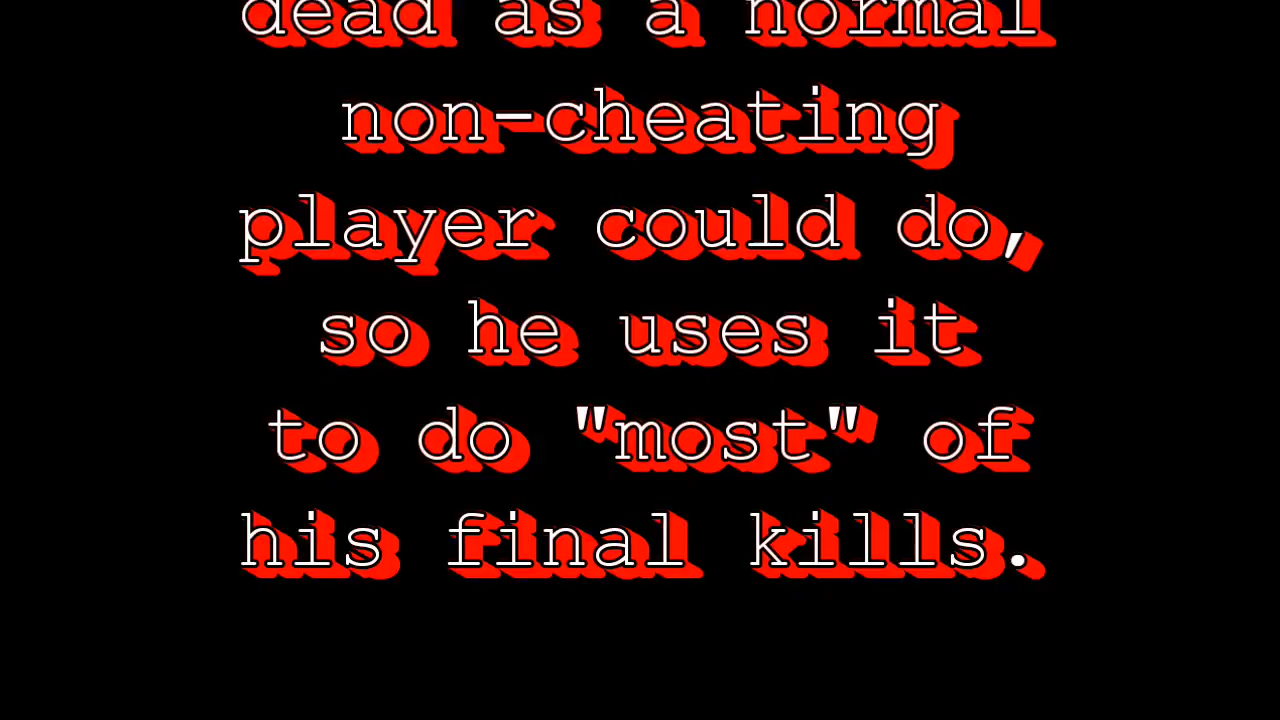 dead as a normal
non-cheating
player could do,
so he uses it
to do "most" of
his final kills.